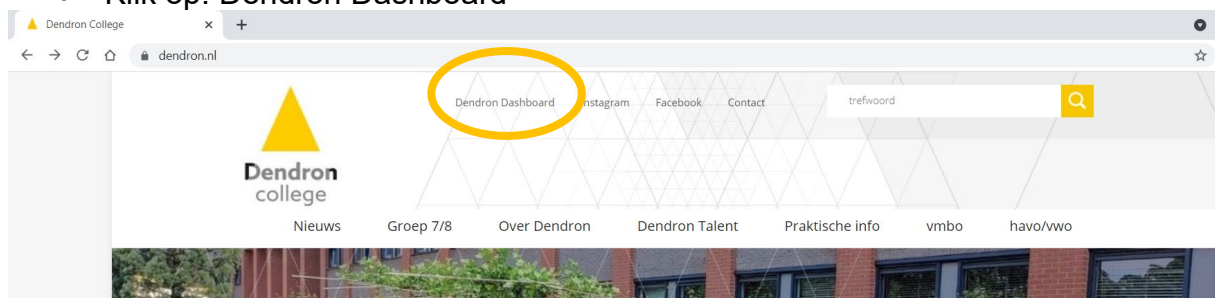 Klik op: Dendron Dashboard
Dendron College
dendron.nl
Dendron Dashboard Instagram Facebook Contact trefwoord
Dendron
college
Nieuws Groep 7/8 Over Dendron Dendron Talent Praktische info vmbo havo/vwo